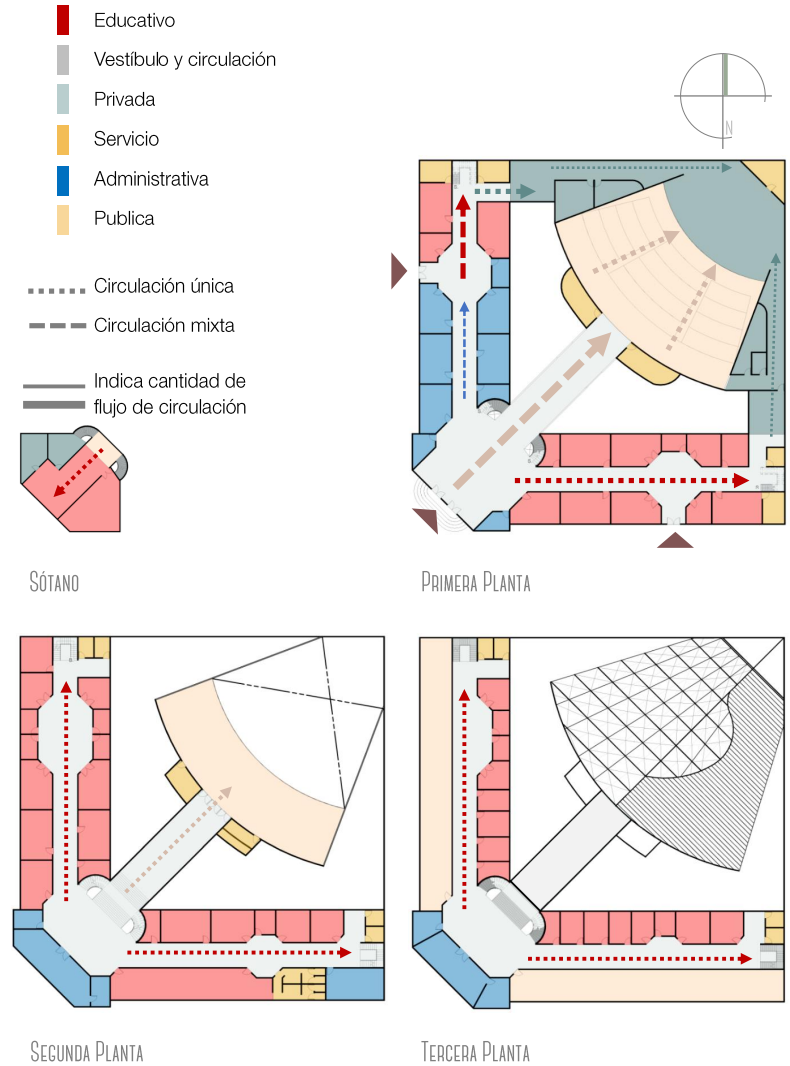 Educativo
Vestíbulo y circulación
Privada
Servicio
Administrativa
Publica
Circulación única
Circulación mixta
Indica cantidad de
flujo de circulación
N
Sótano
Primera Planta
Segunda Planta
Tercera Planta